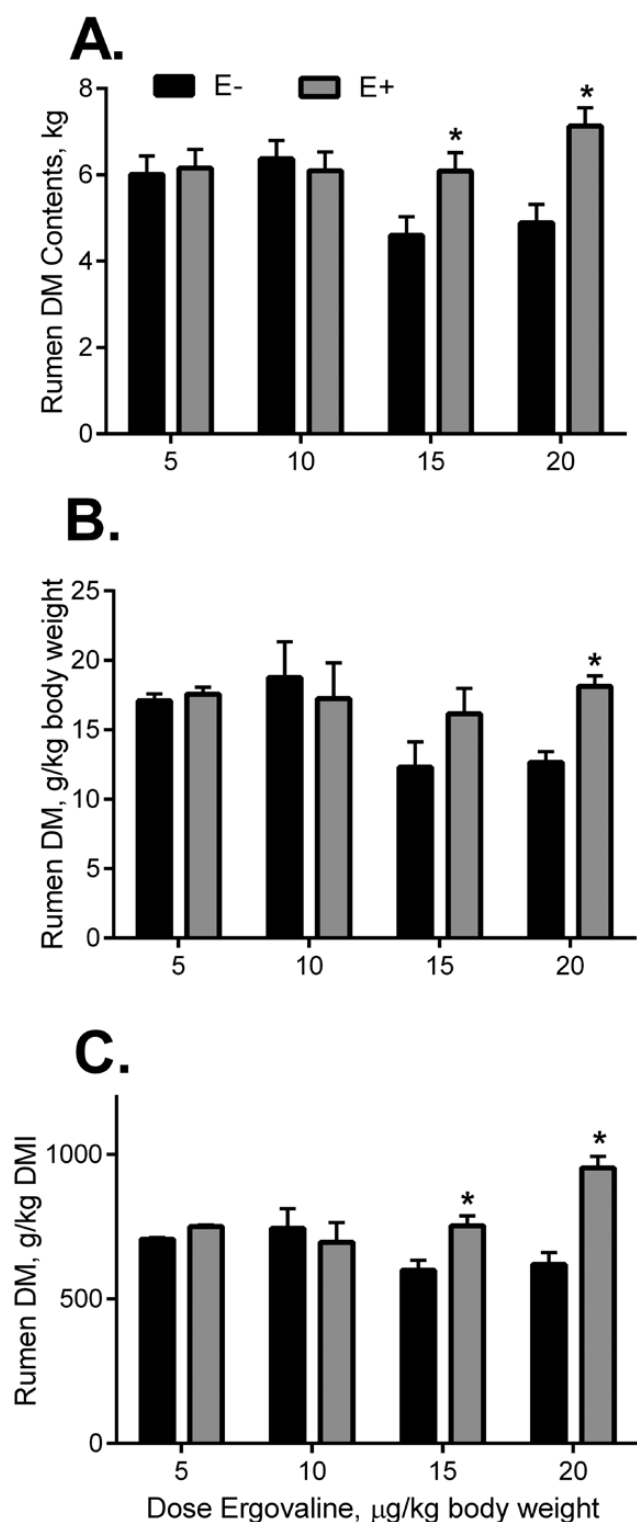 A.
E- E+
Rumen DM Contents, kg
8
6
4
2
0
* *
5 10 15 20
B.
Rumen DM, g/kg body weight
25
20
15
10
5
0
*
5 10 15 20
C.
Rumen DM, g/kg DMI
1000
500
0
* *
5 10 15 20
Dose Ergovaline, μg/kg body weight